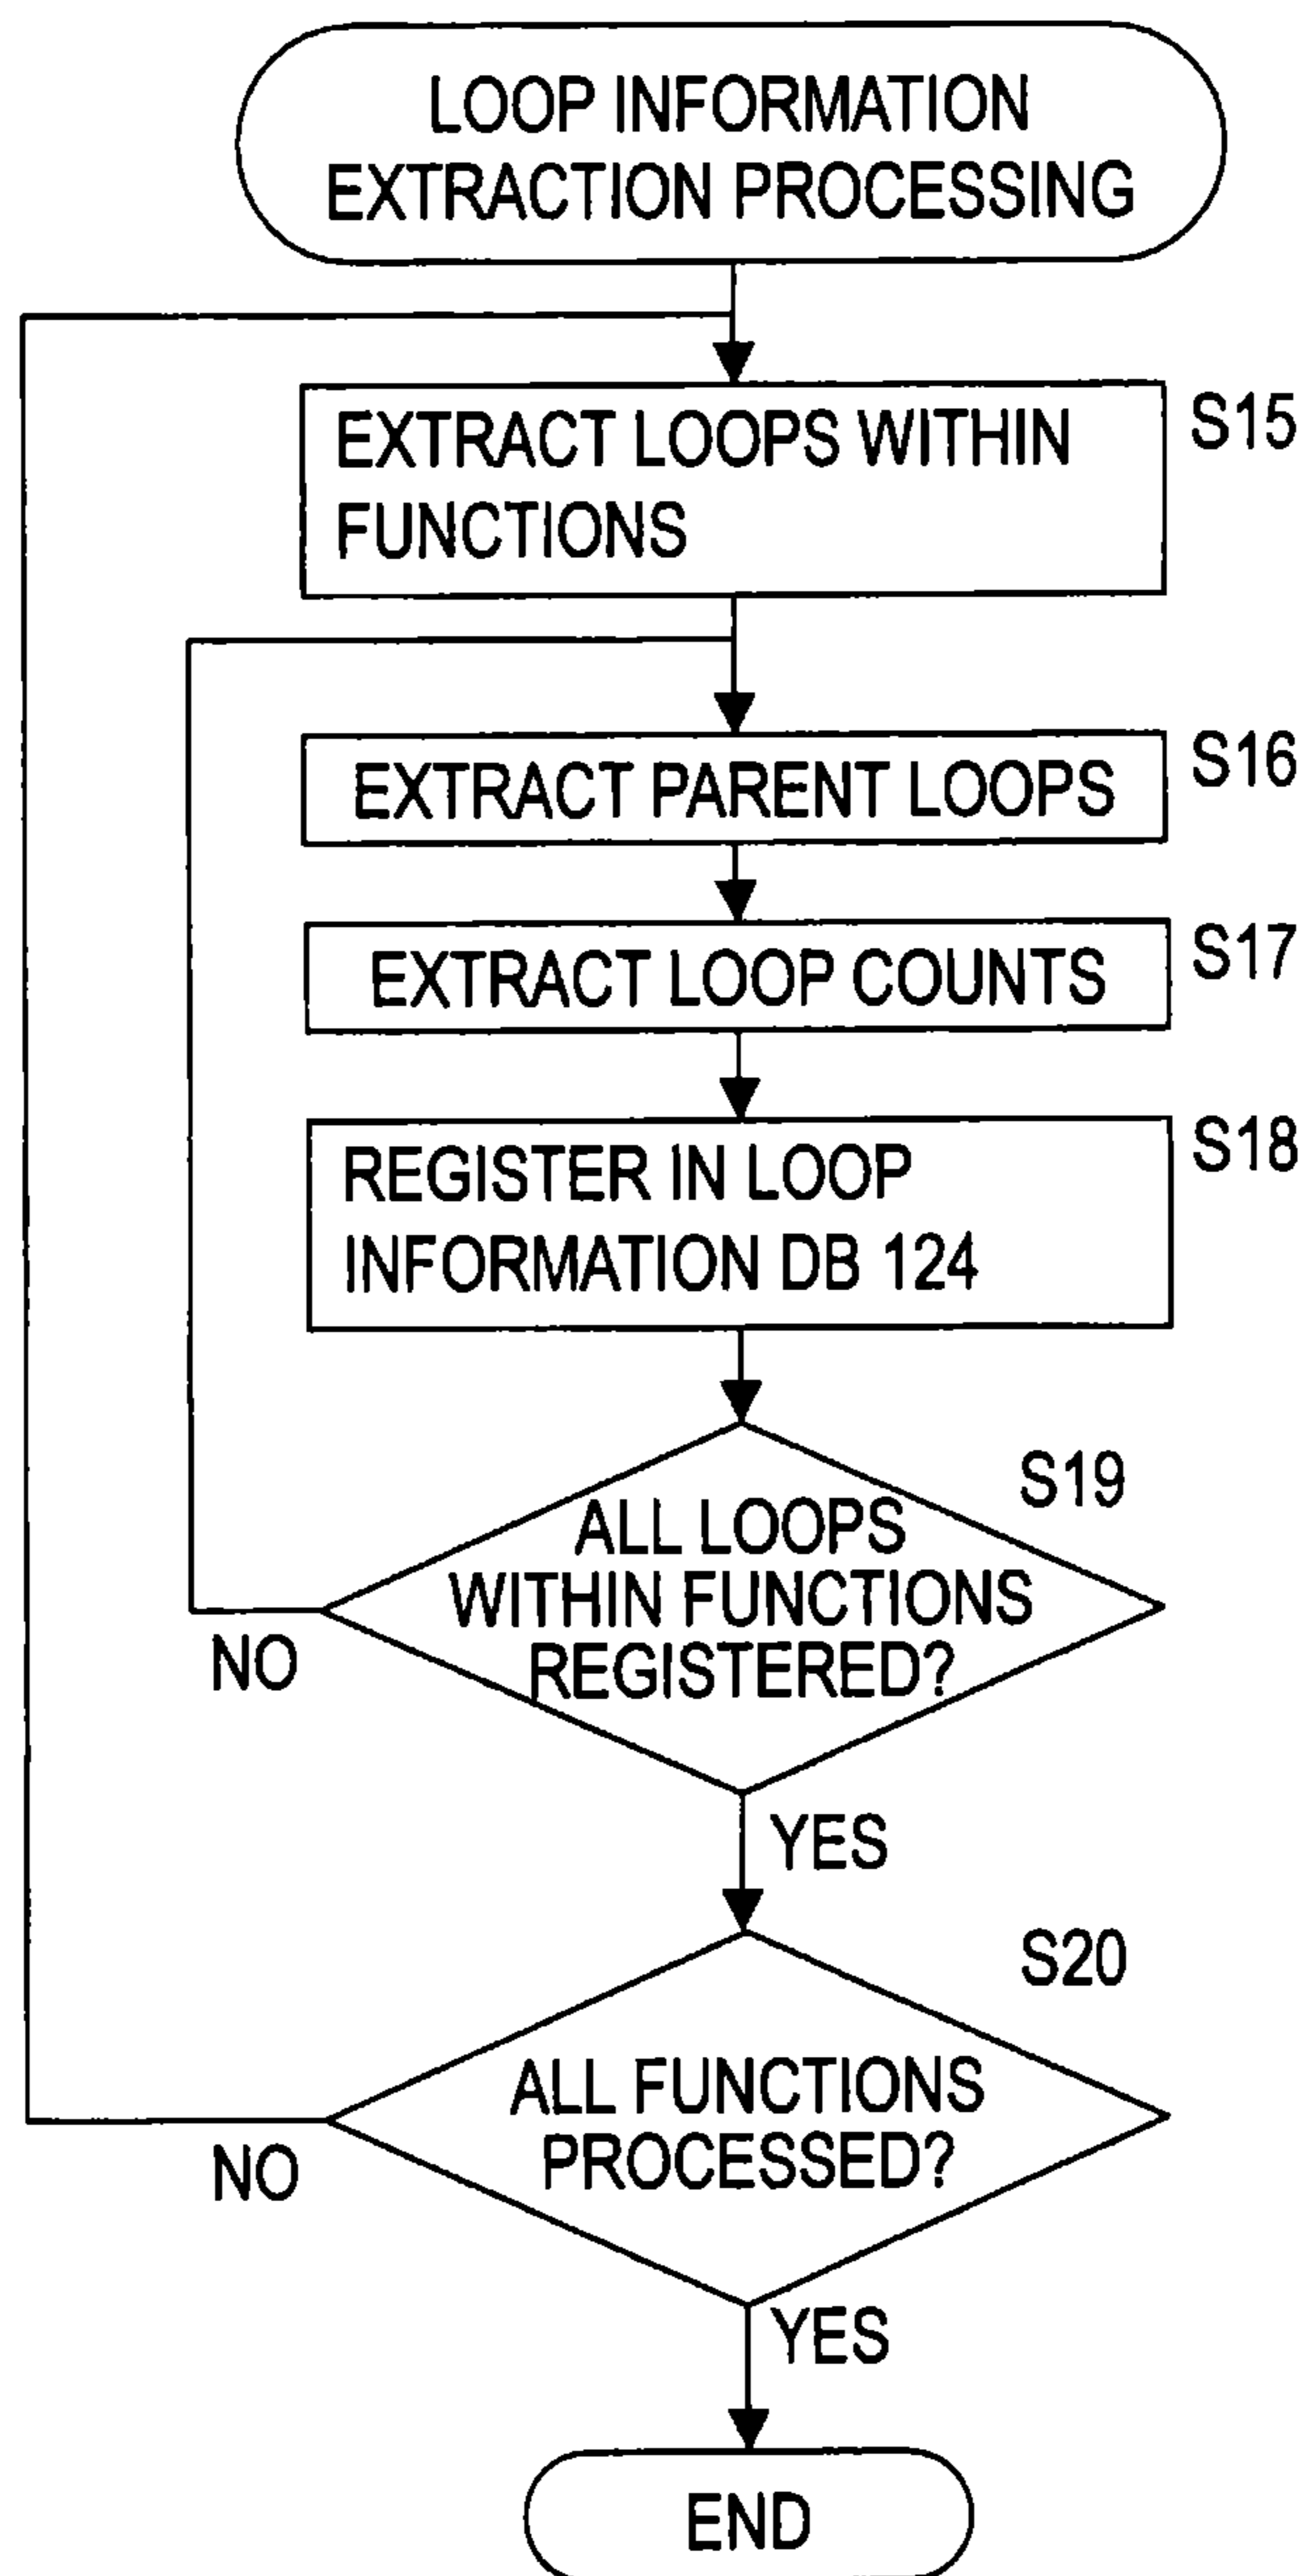 LOOP INFORMATION
EXTRACTION PROCESSING
EXTRACT LOOPS WITHIN
FUNCTIONS
S15
EXTRACT PARENT LOOPS
S16
EXTRACT LOOP COUNTS
S17
REGISTER IN LOOP
INFORMATION DB 124
S18
S19
ALL LOOPS
WITHIN FUNCTIONS
REGISTERED?
NO
YES
S20
ALL FUNCTIONS
PROCESSED?
NO
YES
END